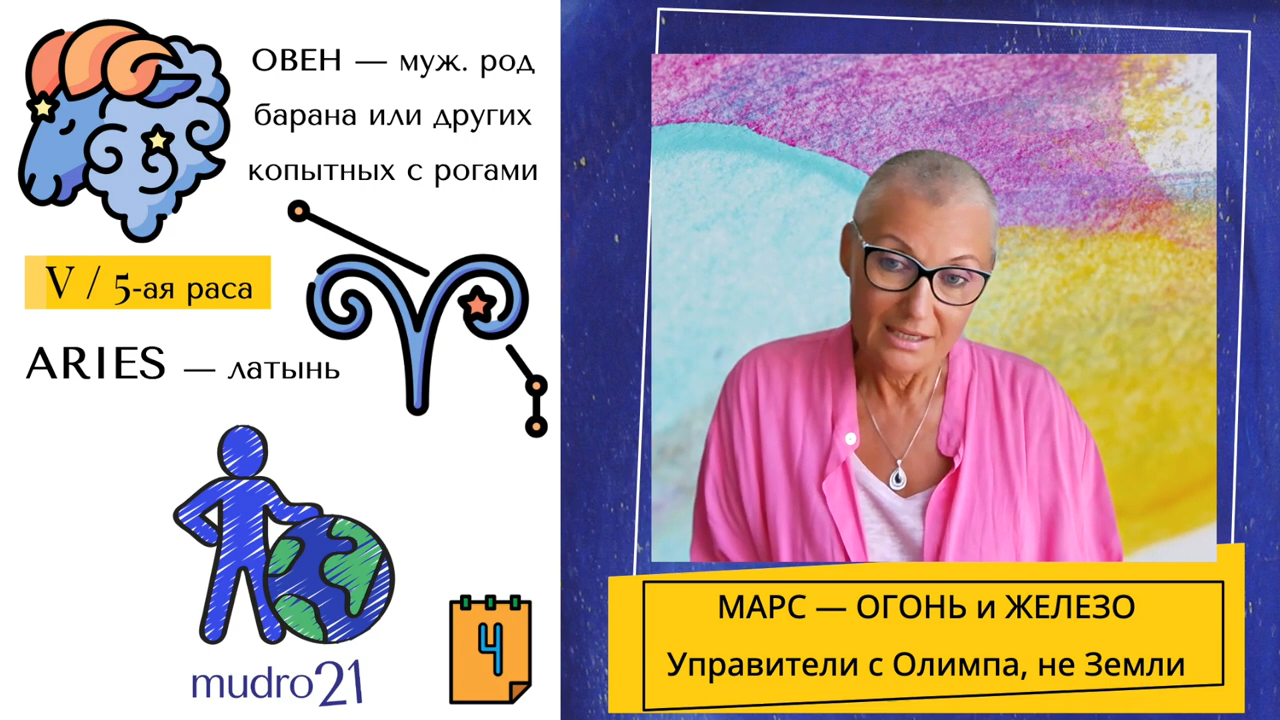 ОВЕН — муж. род
барана или других
копытных с рогами
V / 5-ая раса
ARIES — латынь
mudro21
4
МАРС — ОГОНЬ и ЖЕЛЕЗО
Управители с Олимпа, не Земли